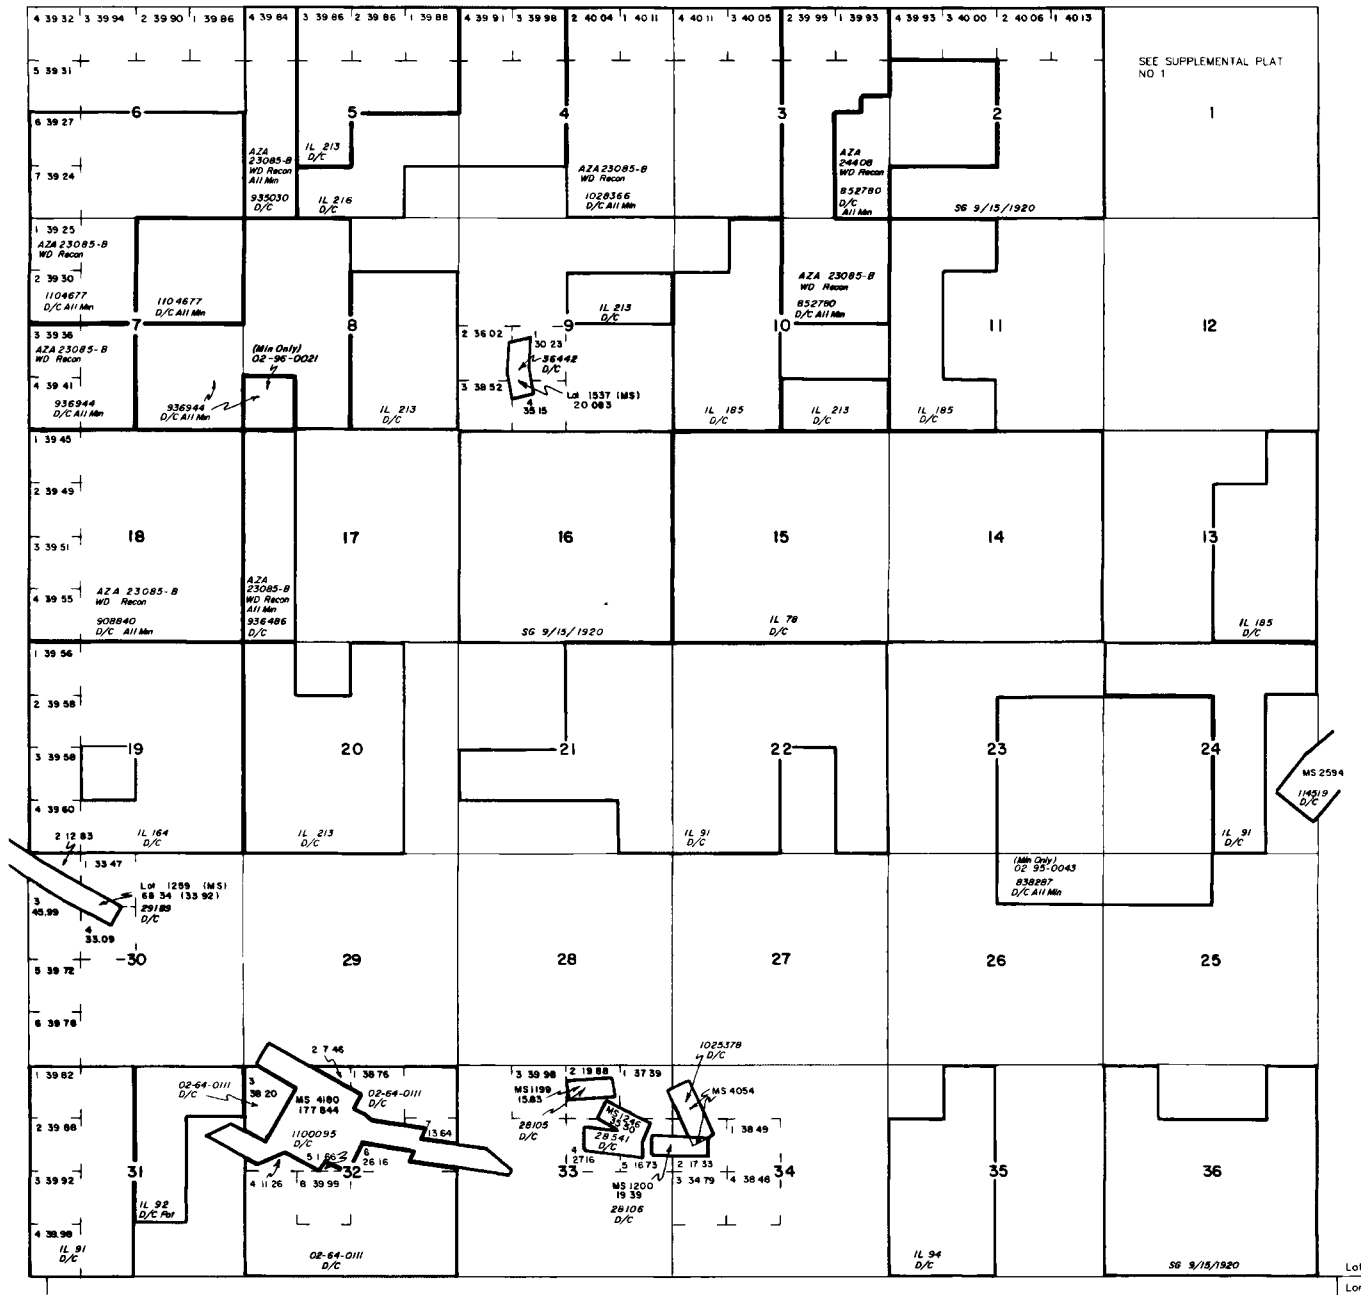 4 39 32
3 39 94
2 39 90
1 39 86
4 39 84
3 39 86
2 39 86
1 39 88
4 39 91
3 39 98
2 40 04
1 40 11
4 40 11
3 40 05
2 39 99
1 39 93
4 39 93
3 40 00
2 40 06
1 40 13
SEE SUPPLEMENTAL PLAT
NO 1
5 39 31
6
5
4
3
2
1
6 39 27
7 39 24
AZA
23085-B
WD Recon
All Min
935030
D/C
IL 213
D/C
IL 216
D/C
AZA 23085-B
WD Recon
1028366
D/C All Min
AZA
24408
WD Recon
852780
D/C
All Min
SG 9/15/1920
1 39 25
AZA 23085-B
WD Recon
2 39 30
1104677
D/C All Min
1104677
D/C All Min
7
8
9
10
11
12
3 39 36
AZA 23085-B
WD Recon
4 39 41
936944
D/C All Min
936944
D/C All Min
(Min Only)
02-96-0021
IL 213
D/C
2 36 02
1
30 23
36442
D/C
3 38 52
Lot 1537 (MS)
20 083
4
35 15
IL 213
D/C
AZA 23085-B
WD Recon
852780
D/C All Min
IL 185
D/C
IL 213
D/C
IL 185
D/C
1 39 45
2 39 49
3 39 51
4 39 55
18
17
16
15
14
13
AZA 23085-B
WD Recon
908840
D/C All Min
AZA
23085-B
WD Recon
All Min
936486
D/C
SG 9/15/1920
IL 78
D/C
IL 185
D/C
1 39 56
2 39 58
3 39 58
4 39 60
19
20
21
22
23
24
IL 164
D/C
IL 213
D/C
IL 91
D/C
IL 91
D/C
MS 2594
114519
D/C
2 12 83
1 33 47
Lot 1259 (MS)
68 34 (33 92)
29189
D/C
3
45.99
4
33.09
(Min Only)
02 95-0043
838287
D/C All Min
30
29
28
27
26
25
5 39 72
6 39 76
1 39 82
2 39 86
3 39 92
4 39.98
31
IL 91
D/C
IL 92
D/C Pat
02-64-0111
D/C
3
38 20
2 7 46
1 38 76
02-64-0111
D/C
MS 4180
177 844
1100095
D/C
7 13 64
5 1 66
6
26 16
4 11 26
8 39 99
32
02-64-0111
D/C
3 39 98
2 19 88
1 37 39
MS 1199
15.83
28105
D/C
MS 1246
28541
D/C
4
27 16
5 16 73
33
1025378
D/C
MS 4054
1 38 49
2 17 33
3 34 79
4 38 48
MS 1200
19 39
28106
D/C
34
35
36
IL 94
D/C
SG 9/15/1920